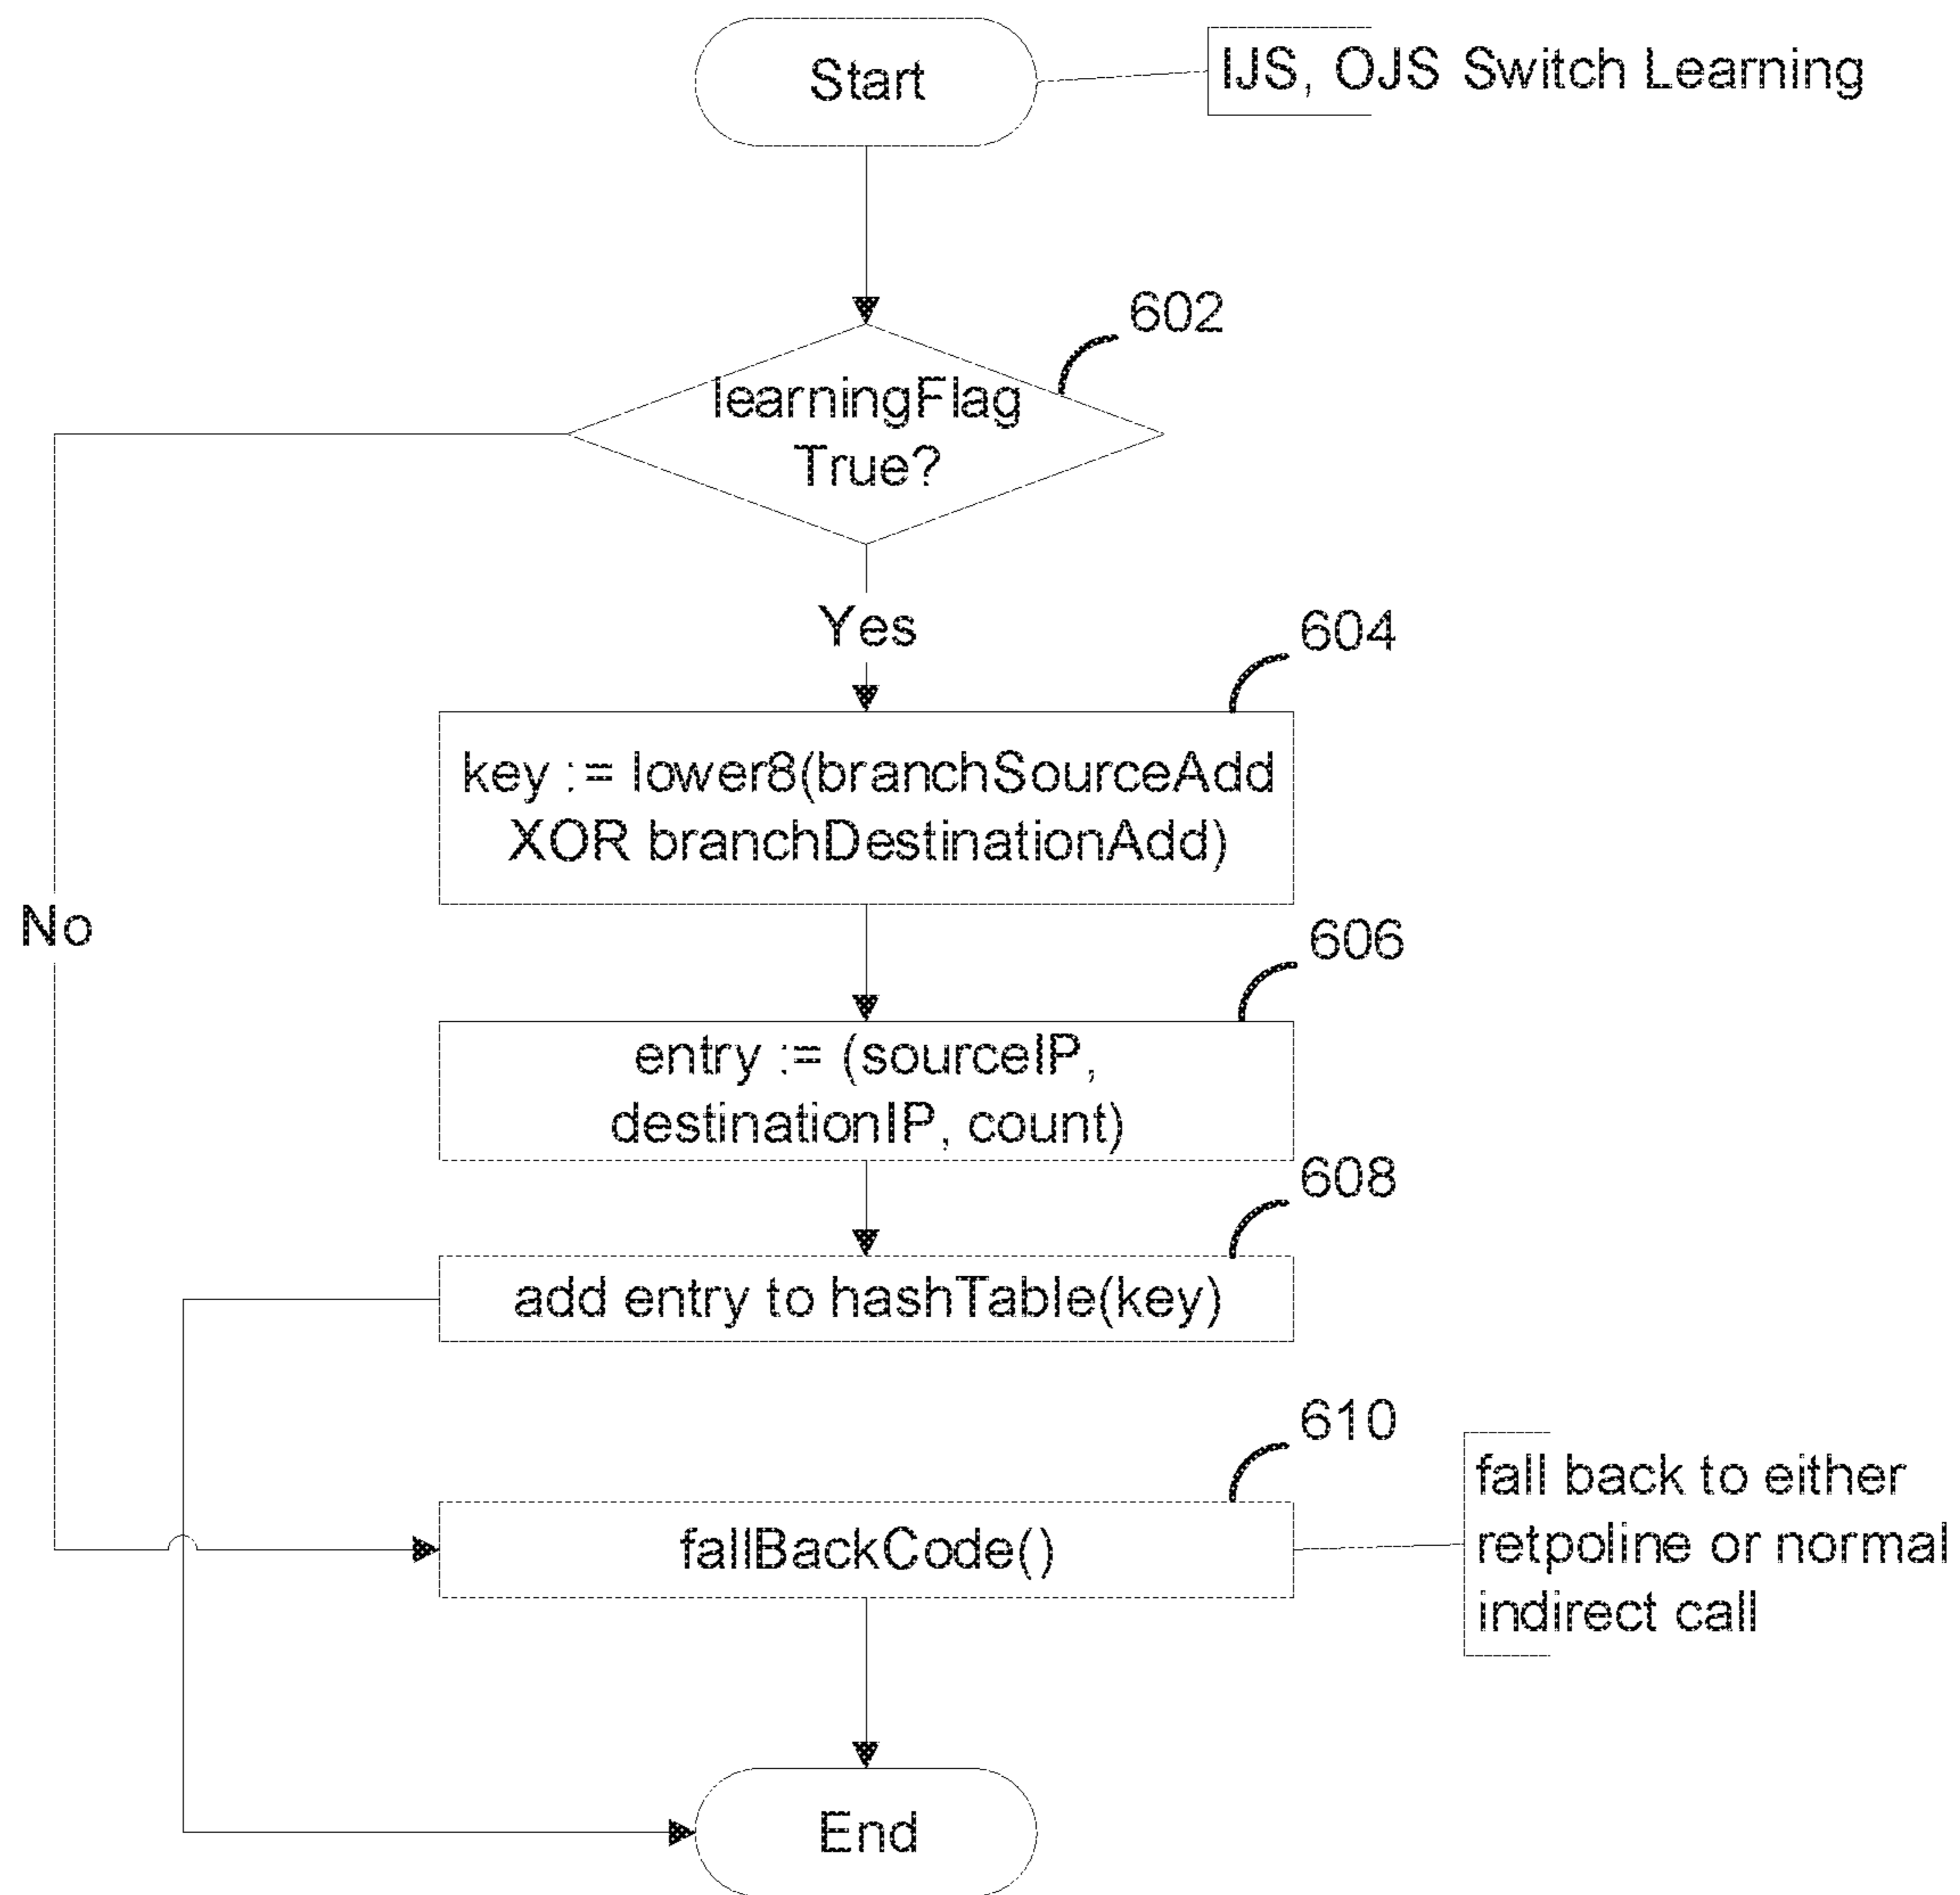 Start
IJS, OJS Switch Learning
602
learningFlag
True?
Yes
604
key := lower8(branchSourceAdd
XOR branchDestinationAdd)
No
606
entry := (sourceIP,
destinationIP, count)
608
add entry to hashTable(key)
610
fallBackCode()
fall back to either
retpoline or normal
indirect call
End